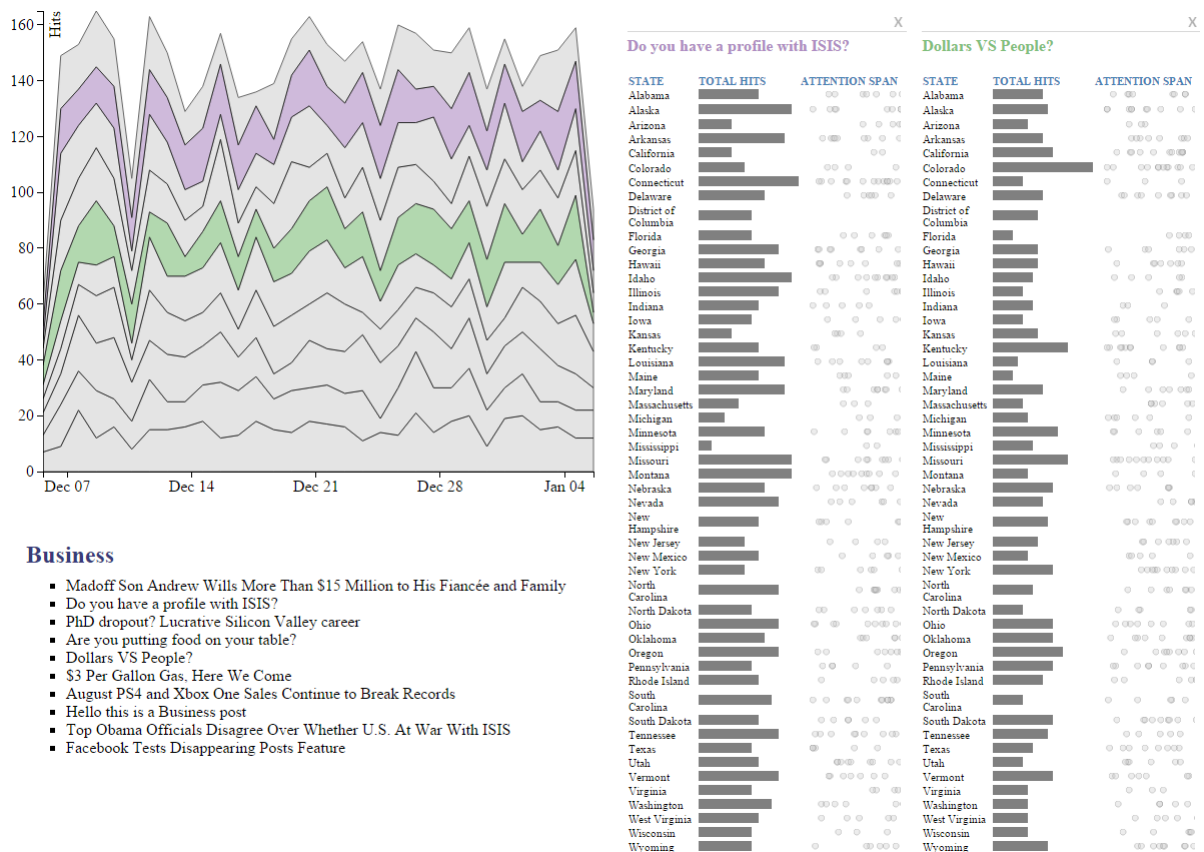 Hits
160
140
120
100
80
60
40
20
0
Dec 07 Dec 14 Dec 21 Dec 28 Jan 04
Business
Madoff Son Andrew Wills More Than $15 Million to His Fiancée and Family
Do you have a profile with ISIS?
PhD dropout? Lucrative Silicon Valley career
Are you putting food on your table?
Dollars VS People?
$3 Per Gallon Gas, Here We Come
August PS4 and Xbox One Sales Continue to Break Records
Hello this is a Business post
Top Obama Officials Disagree Over Whether U.S. At War With ISIS
Facebook Tests Disappearing Posts Feature
X
Do you have a profile with ISIS?
STATE TOTAL HITS ATTENTION SPAN
Alabama
Alaska
Arizona
Arkansas
California
Colorado
Connecticut
Delaware
District of
Columbia
Florida
Georgia
Hawaii
Idaho
Illinois
Indiana
Iowa
Kansas
Kentucky
Louisiana
Maine
Maryland
Massachusetts
Michigan
Minnesota
Mississippi
Missouri
Montana
Nebraska
Nevada
New
Hampshire
New Jersey
New Mexico
New York
North
Carolina
North Dakota
Ohio
Oklahoma
Oregon
Pennsylvania
Rhode Island
South
Carolina
South Dakota
Tennessee
Texas
Utah
Vermont
Virginia
Washington
West Virginia
Wisconsin
Wyoming
X
Dollars VS People?
STATE TOTAL HITS ATTENTION SPAN
Alabama
Alaska
Arizona
Arkansas
California
Colorado
Connecticut
Delaware
District of
Columbia
Florida
Georgia
Hawaii
Idaho
Illinois
Indiana
Iowa
Kansas
Kentucky
Louisiana
Maine
Maryland
Massachusetts
Michigan
Minnesota
Mississippi
Missouri
Montana
Nebraska
Nevada
New
Hampshire
New Jersey
New Mexico
New York
North
Carolina
North Dakota
Ohio
Oklahoma
Oregon
Pennsylvania
Rhode Island
South
Carolina
South Dakota
Tennessee
Texas
Utah
Vermont
Virginia
Washington
West Virginia
Wisconsin
Wyoming